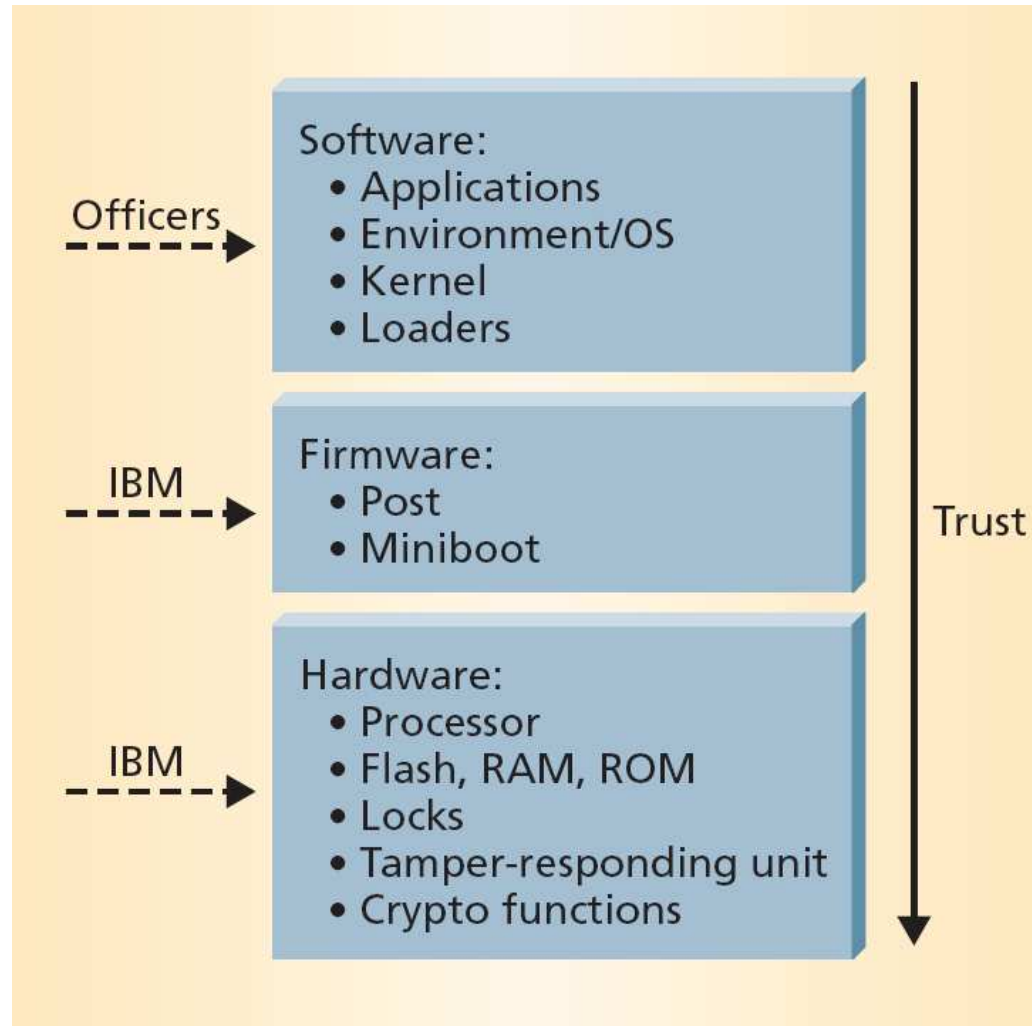 Officers
Software:
• Applications
• Environment/OS
• Kernel
• Loaders
IBM
Firmware:
• Post
• Miniboot
Trust
IBM
Hardware:
• Processor
• Flash, RAM, ROM
• Locks
• Tamper-responding unit
• Crypto functions